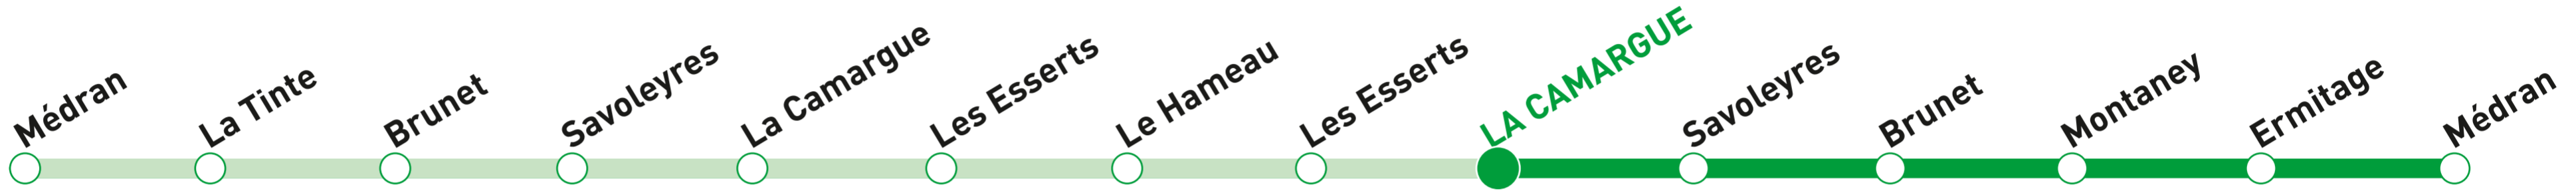 Médran
La Tinte
Brunet
Savoleyres
La Camargue
Les Esserts
Le Hameau
Les Esserts
LA CAMARGUE
Savoleyres
Brunet
Montaney
Ermitage
Médran